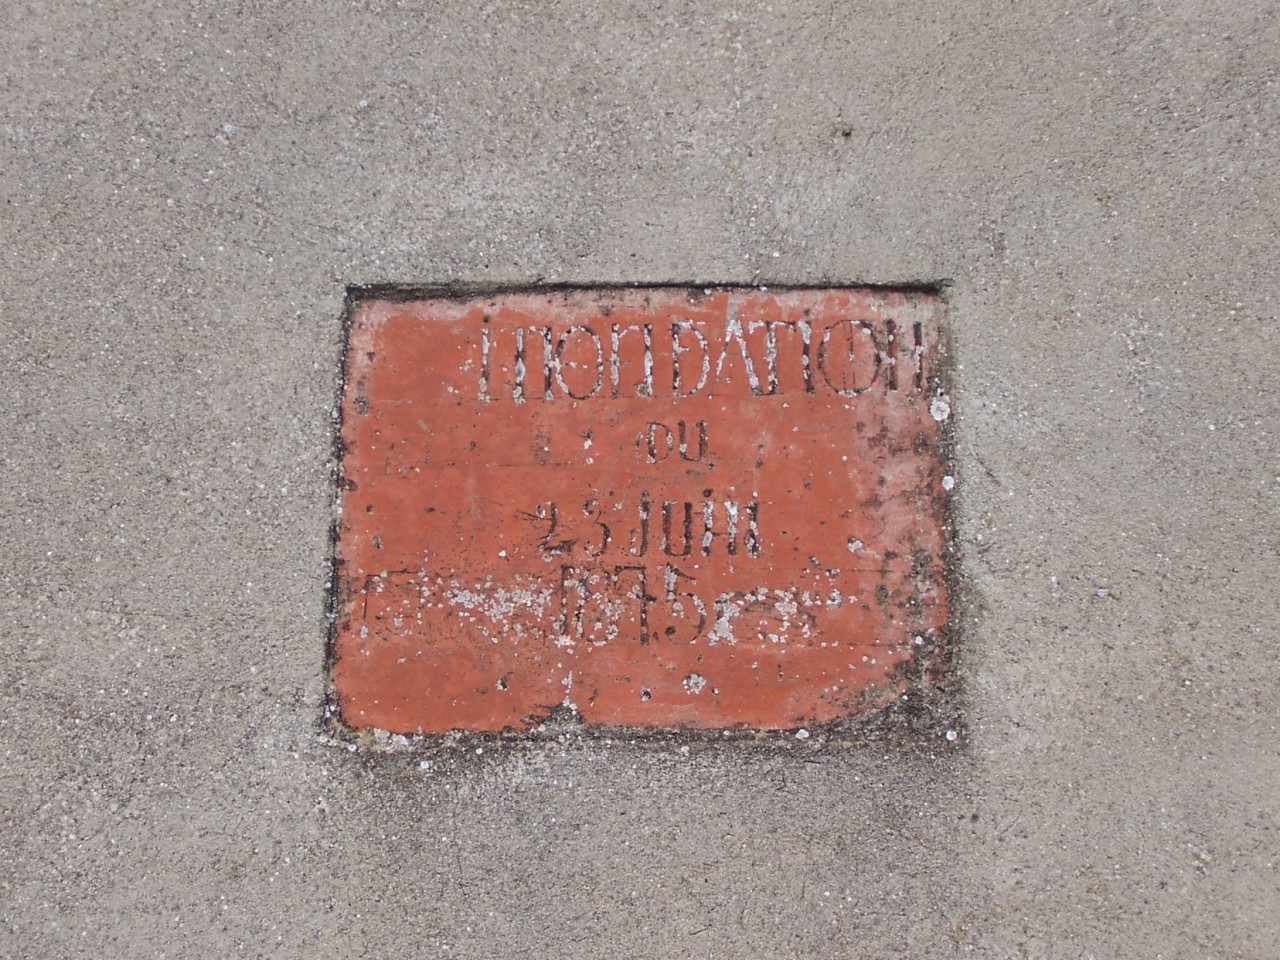 INONDATION
DU
23 JUIN
1875